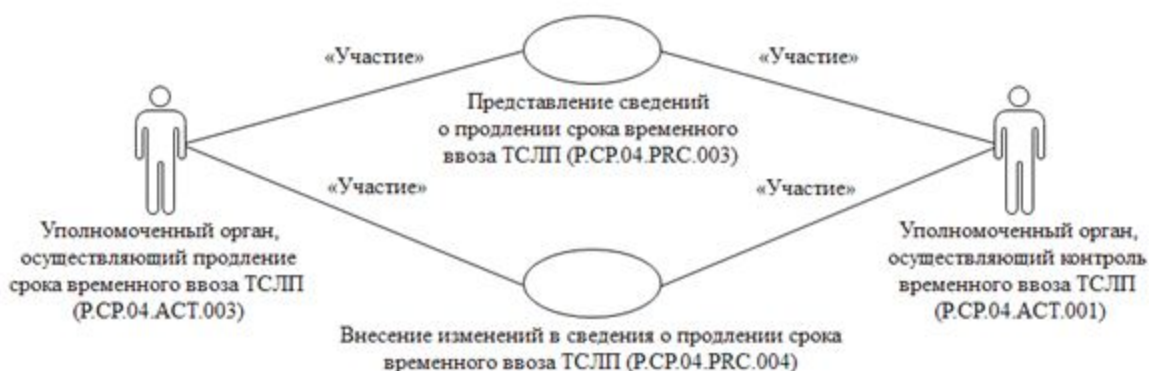 «Участие»
«Участие»
Представление сведений
о продлении срока временного
ввоза ТСЛП (P.CP.04.PRC.003)
«Участие»
«Участие»
Уполномоченный орган,
осуществляющий продление
срока временного ввоза ТСЛП
(P.CP.04.ACT.003)
Уполномоченный орган,
осуществляющий контроль
временного ввоза ТСЛП
(P.CP.04.ACT.001)
Внесение изменений в сведения о продлении срока
временного ввоза ТСЛП (P.CP.04.PRC.004)